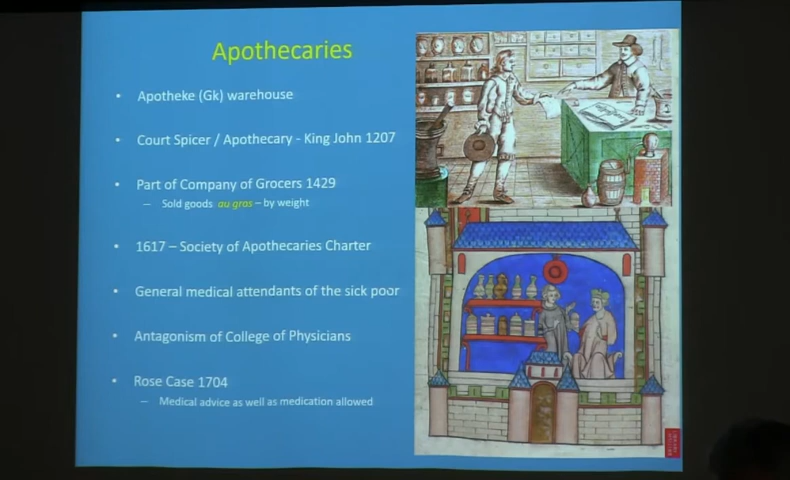 Apothecaries
• Apotheke (Gk) warehouse
• Court Spicer / Apothecary - King John 1207
• Part of Company of Grocers 1429
– Sold goods au gros – by weight
• 1617 – Society of Apothecaries Charter
• General medical attendants of the sick poor
• Antagonism of College of Physicians
• Rose Case 1704
– Medical advice as well as medication allowed